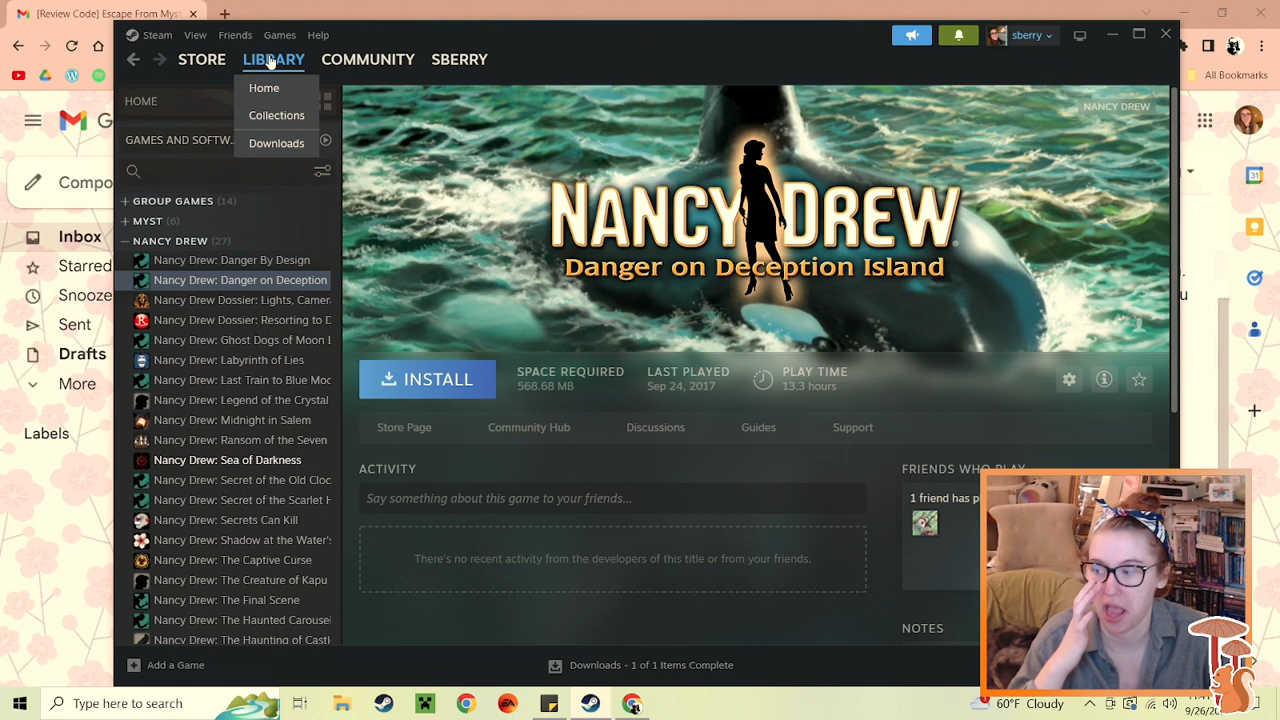 [Review Code] Escape From Myst
Steam View Friends Games Help
sberry
STORE LIBRARY COMMUNITY SBERRY
All Bookmarks
Home
Collections
Downloads
HOME
GAMES AND SOFTW...
NANCY DREW
NANCY DREW
Danger on Deception Island
Compo
Inbox
Starred
Snooze
Sent
Drafts
More
Labels
GROUP GAMES (14)
MYST (6)
NANCY DREW (27)
Nancy Drew: Danger By Design
Nancy Drew: Danger on Deception
Nancy Drew Dossier: Lights, Camera
Nancy Drew Dossier: Resorting to D
Nancy Drew: Ghost Dogs of Moon L
Nancy Drew: Labyrinth of Lies
Nancy Drew: Last Train to Blue Moo
Nancy Drew: Legend of the Crystal
Nancy Drew: Midnight in Salem
Nancy Drew: Ransom of the Seven
Nancy Drew: Sea of Darkness
Nancy Drew: Secret of the Old Cloc
Nancy Drew: Secret of the Scarlet H
Nancy Drew: Secrets Can Kill
Nancy Drew: Shadow at the Water's
Nancy Drew: The Captive Curse
Nancy Drew: The Creature of Kapu
Nancy Drew: The Final Scene
Nancy Drew: The Haunted Carousel
Nancy Drew: The Haunting of Castl
INSTALL
SPACE REQUIRED
568.68 MB
LAST PLAYED
Sep 24, 2017
PLAY TIME
13.3 hours
Store Page Community Hub Discussions Guides Support
ACTIVITY
Say something about this game to your friends...
There's no recent activity from the developers of this title or from your friends.
FRIENDS WHO PLAY
1 friend has p
NOTES
Add a Game
Downloads - 1 of 1 Items Complete
Type here to search
60°F Cloudy